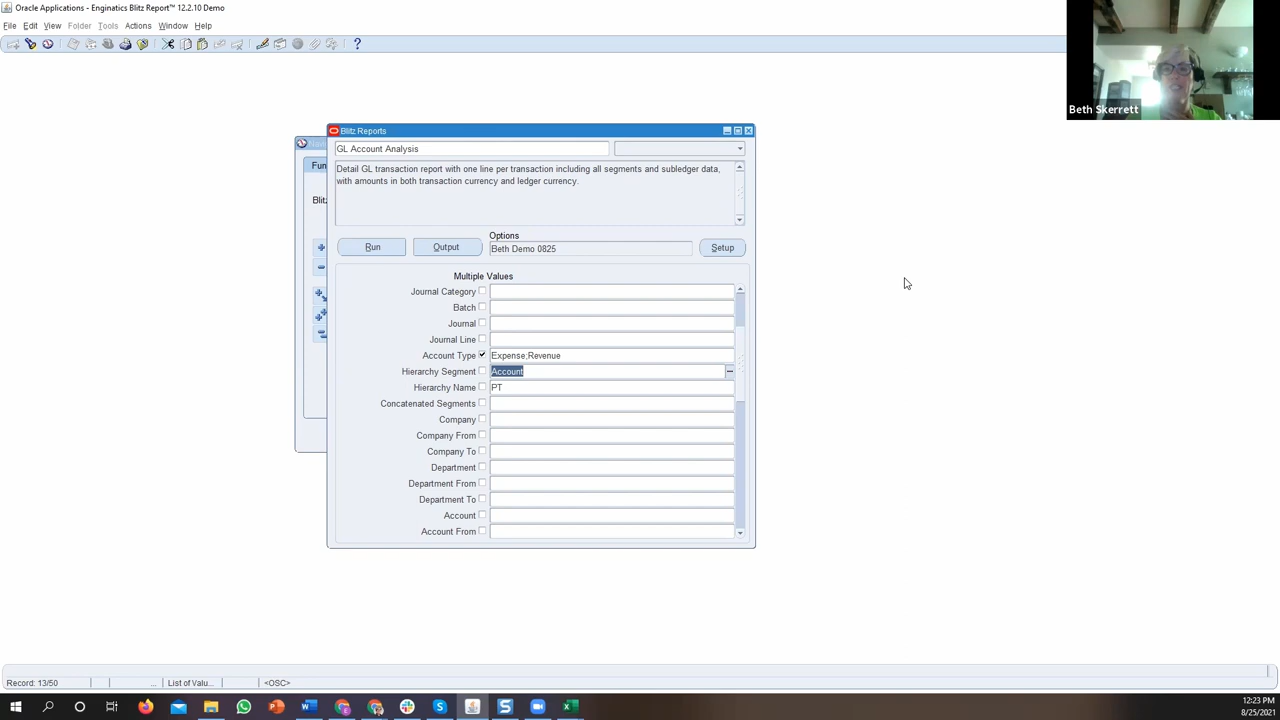 Oracle Applications - Enginatics Blitz Report™ 12.2.10 Demo
File Edit View Folder Tools Actions Window Help
Beth Skerrett
Blitz Reports
GL Account Analysis
Fun
Detail GL transaction report with one line per transaction including all segments and subledger data,
with amounts in both transaction currency and ledger currency.
Blitz
Options
Run Output Beth Demo 0825 Setup
Multiple Values
Journal Category
Batch
Journal
Journal Line
Account Type Expense;Revenue
Hierarchy Segment Account
Hierarchy Name PT
Concatenated Segments
Company
Company From
Company To
Department
Department From
Department To
Account
Account From
Record: 13/50 ... List of Valu... <OSC>
12:23 PM
8/25/2021